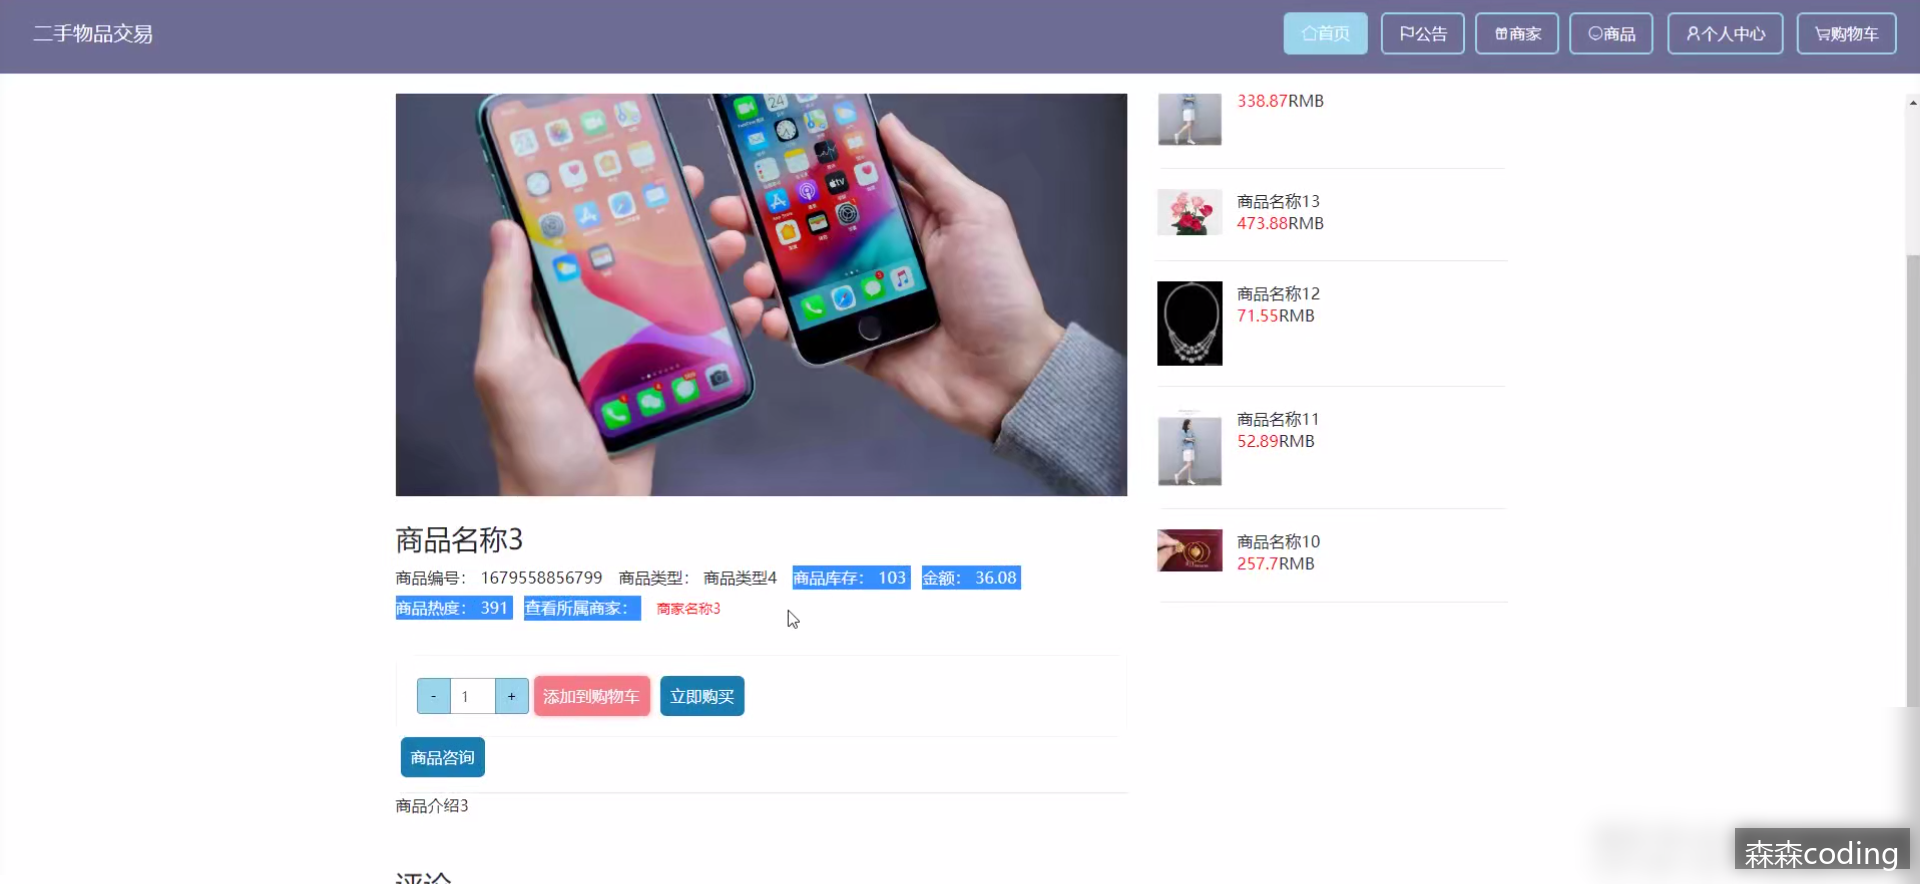 二手物品交易
首页
公告
商家
商品
个人中心
购物车
商品名称3
商品编号： 1679558856799 商品类型： 商品类型4 商品库存： 103 金额： 36.08
商品热度： 391 查看所属商家： 商家名称3
- 1 + 添加到购物车 立即购买
商品咨询
商品介绍3
评论
338.87RMB
商品名称13
473.88RMB
商品名称12
71.55RMB
商品名称11
52.89RMB
商品名称10
257.7RMB
森森coding